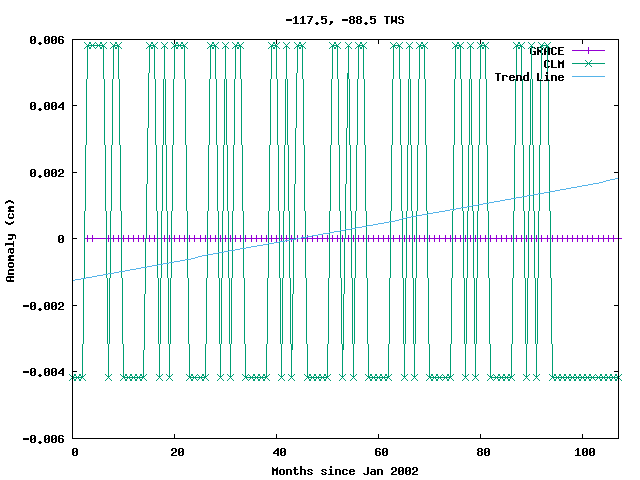 -117.5, -88.5 TWS
0.006
GRACE
CLM
Trend Line
0.004
0.002
0
-0.002
-0.004
-0.006
Anomaly (cm)
0 20 40 60 80 100
Months since Jan 2002